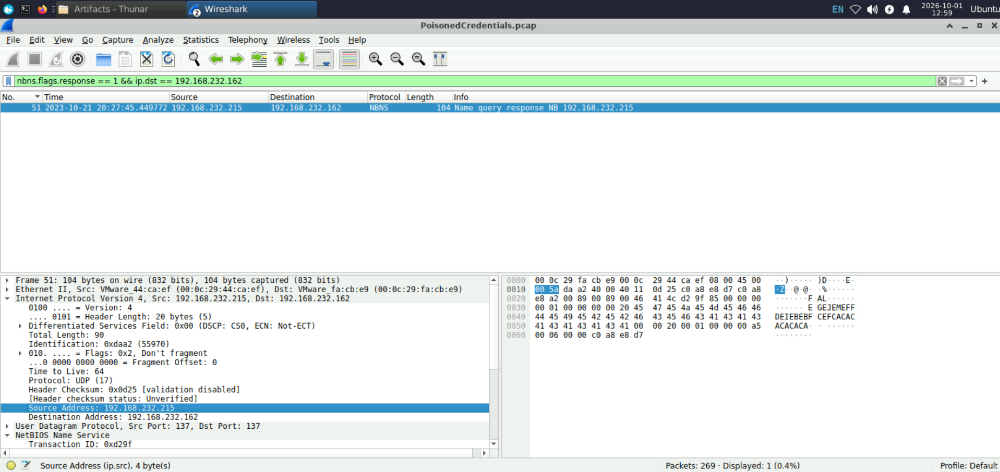 Artifacts - Thunar
2
Wireshark
EN
2026-10-01
12:59
Ubuntu
PoisonedCredentials.pcap
File Edit View Go Capture Analyze Statistics Telephony Wireless Tools Help
nbns.flags.response == 1 && ip.dst == 192.168.232.162
+
No. Time Source Destination Protocol Length Info
51 2023-10-21 20:27:45.449772 192.168.232.215 192.168.232.162 NBNS 104 Name query response NB 192.168.232.215
Frame 51: 104 bytes on wire (832 bits), 104 bytes captured (832 bits)
Ethernet II, Src: VMware_44:ca:ef (00:0c:29:44:ca:ef), Dst: VMware_fa:cb:e9 (00:0c:29:fa:cb:e9)
Internet Protocol Version 4, Src: 192.168.232.215, Dst: 192.168.232.162
0100 .... = Version: 4
.... 0101 = Header Length: 20 bytes (5)
Differentiated Services Field: 0x00 (DSCP: CS0, ECN: Not-ECT)
Total Length: 90
Identification: 0xdaa2 (55970)
010. .... = Flags: 0x2, Don't fragment
...0 0000 0000 0000 = Fragment Offset: 0
Time to Live: 64
Protocol: UDP (17)
Header Checksum: 0x0d25 [validation disabled]
[Header checksum status: Unverified]
Source Address: 192.168.232.215
Destination Address: 192.168.232.162
User Datagram Protocol, Src Port: 137, Dst Port: 137
NetBIOS Name Service
Transaction ID: 0xd29f
0000 00 0c 29 fa cb e9 00 0c 29 44 ca ef 08 00 45 00 ··)····· )D····E·
0010 00 5a da a2 40 00 40 11 0d 25 c0 a8 e8 d7 c0 a8 ·Z··@·@· ·%······
0020 e8 a2 00 89 00 89 00 46 41 4c d2 9f 85 00 00 00 ·······F AL······
0030 00 01 00 00 00 00 20 45 47 45 4a 45 4d 45 46 46 ······ E GEJEMEFF
0040 44 45 49 45 42 45 42 46 43 45 46 43 41 43 41 43 DEIEBEBF CEFCACAC
0050 41 43 41 43 41 43 41 00 00 20 00 01 00 00 00 a5 ACACACA· · ······
0060 00 06 00 00 c0 a8 e8 d7 ········
Source Address (ip.src), 4 byte(s)
Packets: 269 · Displayed: 1 (0.4%)
Profile: Default